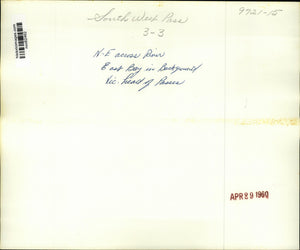 South West Pass
9721-15
3-3
N-E across River
East Bay in Background
Vic. Head of Passes
APR 29 1960